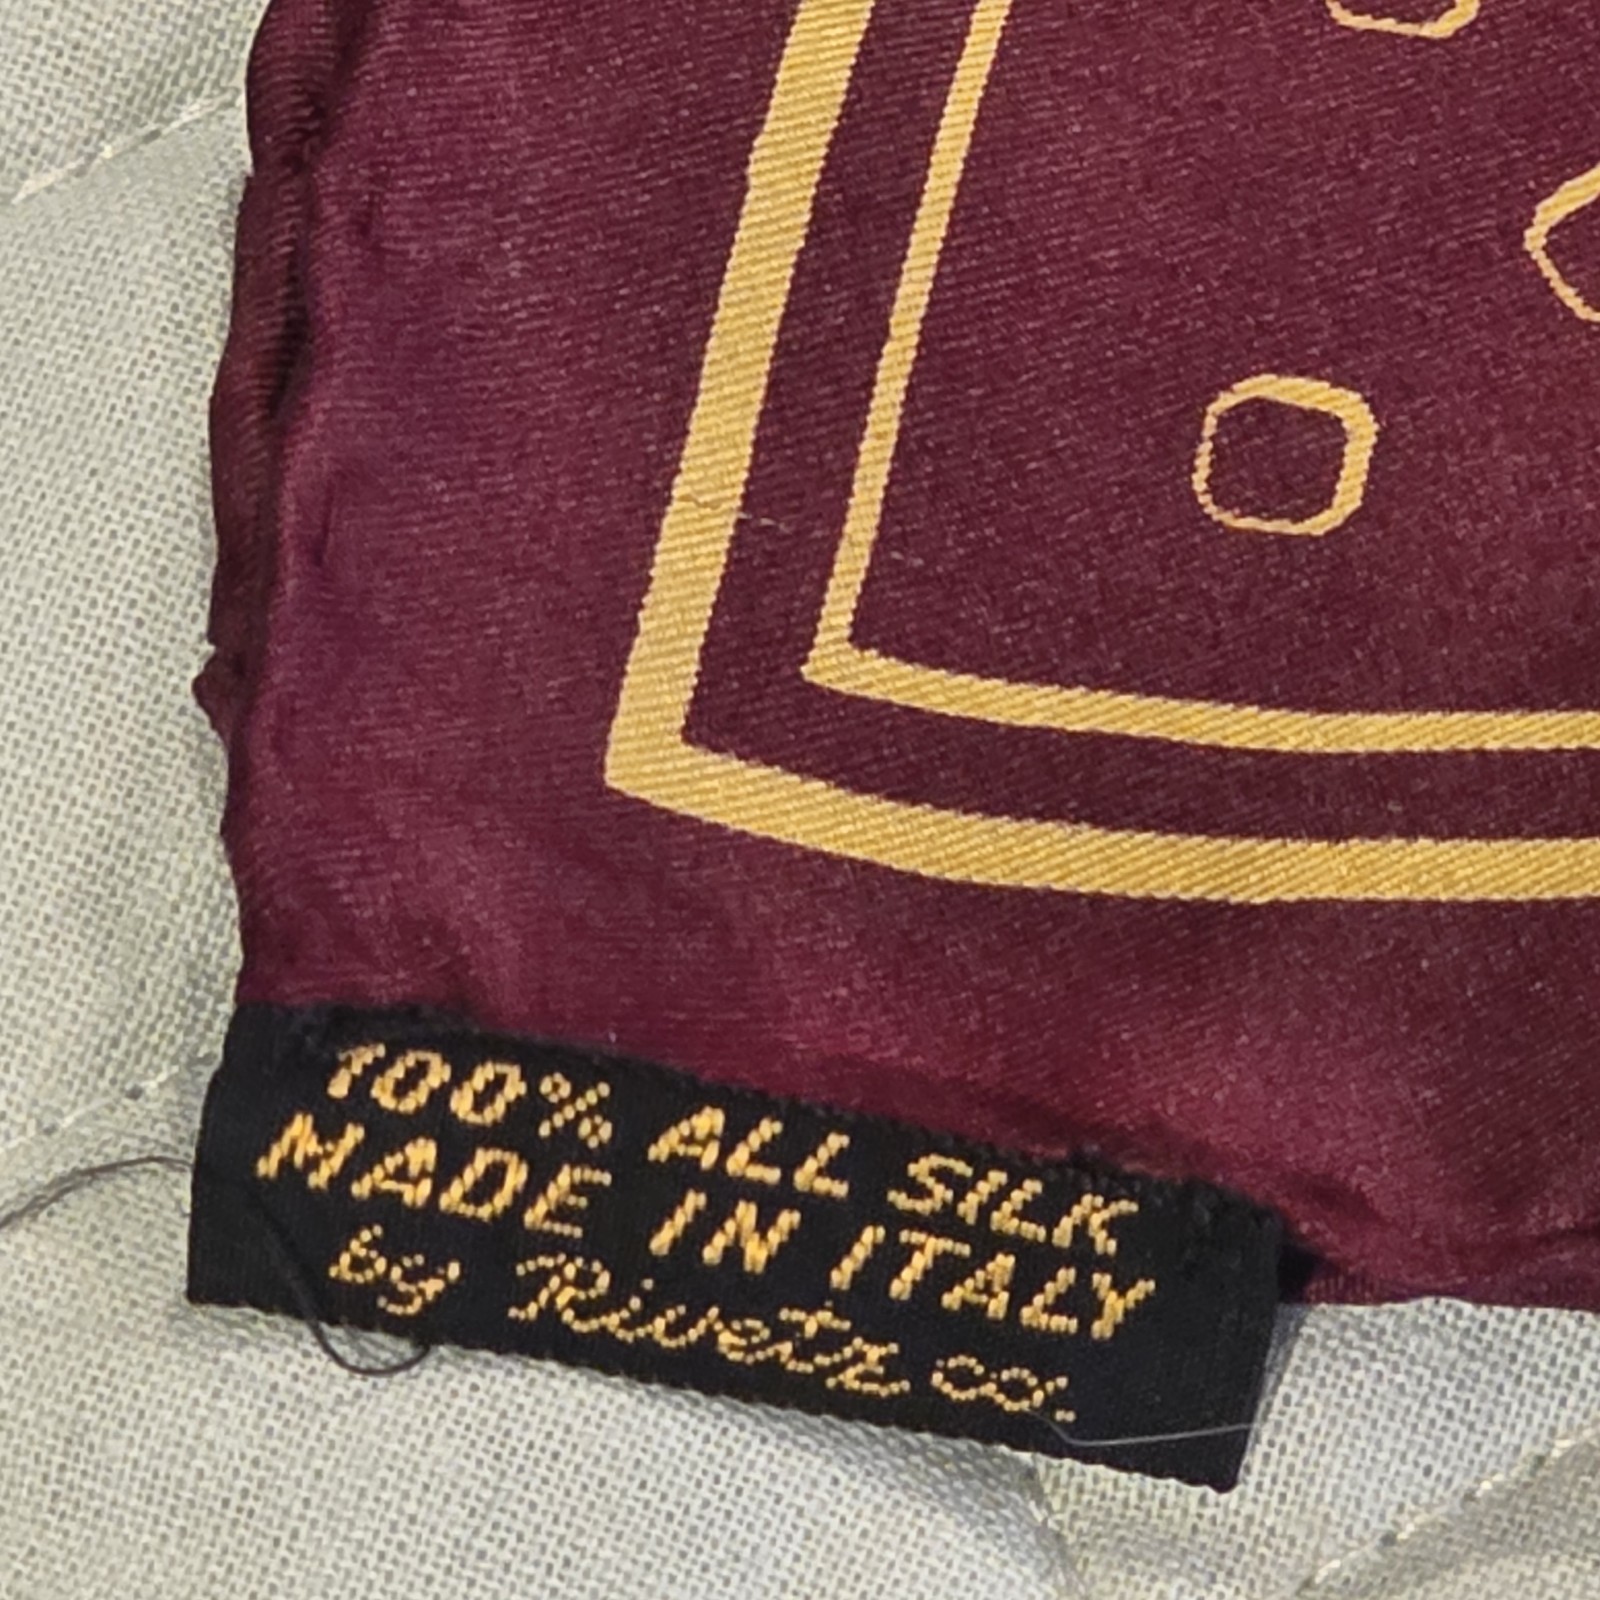 100% ALL SILK
MADE IN ITALY
by Rivetz co.